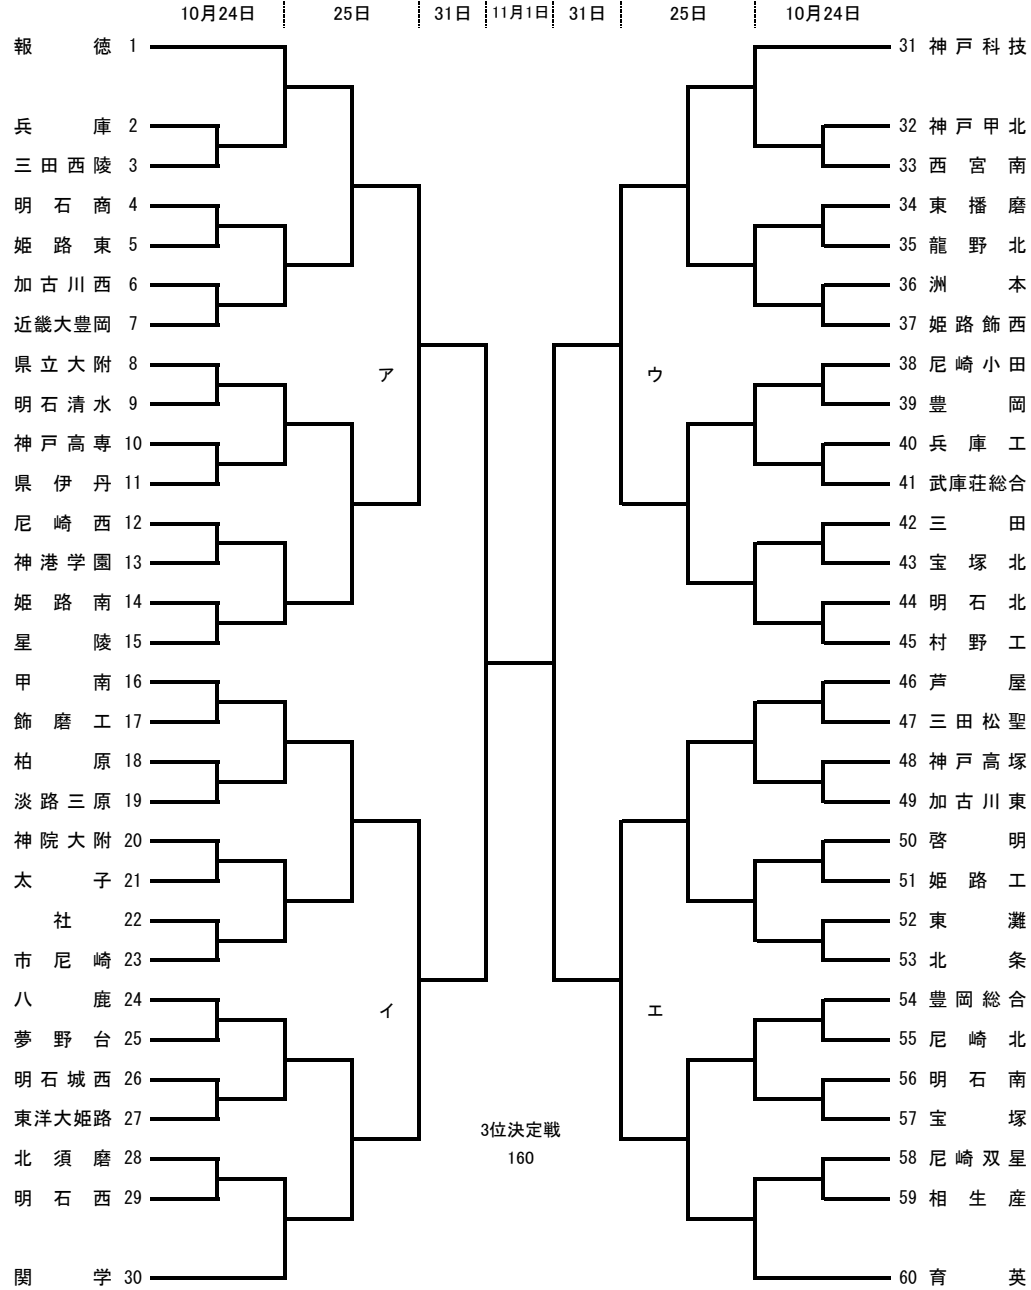 10月24日 25日 31日 11月1日 31日 25日 10月24日
報徳 1
兵庫 2
三田西陵 3
明石商 4
姫路東 5
加古川西 6
近畿大豊岡 7
県立大附 8
明石清水 9
神戸高専 10
県伊丹 11
尼崎西 12
神港学園 13
姫路南 14
星陵 15
甲南 16
飾磨工 17
柏原 18
淡路三原 19
神院大附 20
太子 21
社 22
市尼崎 23
八鹿 24
夢野台 25
明石城西 26
東洋大姫路 27
北須磨 28
明石西 29
関学 30
ア
イ
3位決定戦
160
ウ
エ
31 神戸科技
32 神戸甲北
33 西宮南
34 東播磨
35 龍野北
36 洲本
37 姫路飾西
38 尼崎小田
39 豊岡
40 兵庫工
41 武庫荘総合
42 三田
43 宝塚北
44 明石北
45 村野工
46 芦屋
47 三田松聖
48 神戸高塚
49 加古川東
50 啓明
51 姫路工
52 東灘
53 北条
54 豊岡総合
55 尼崎北
56 明石南
57 宝塚
58 尼崎双星
59 相生産
60 育英